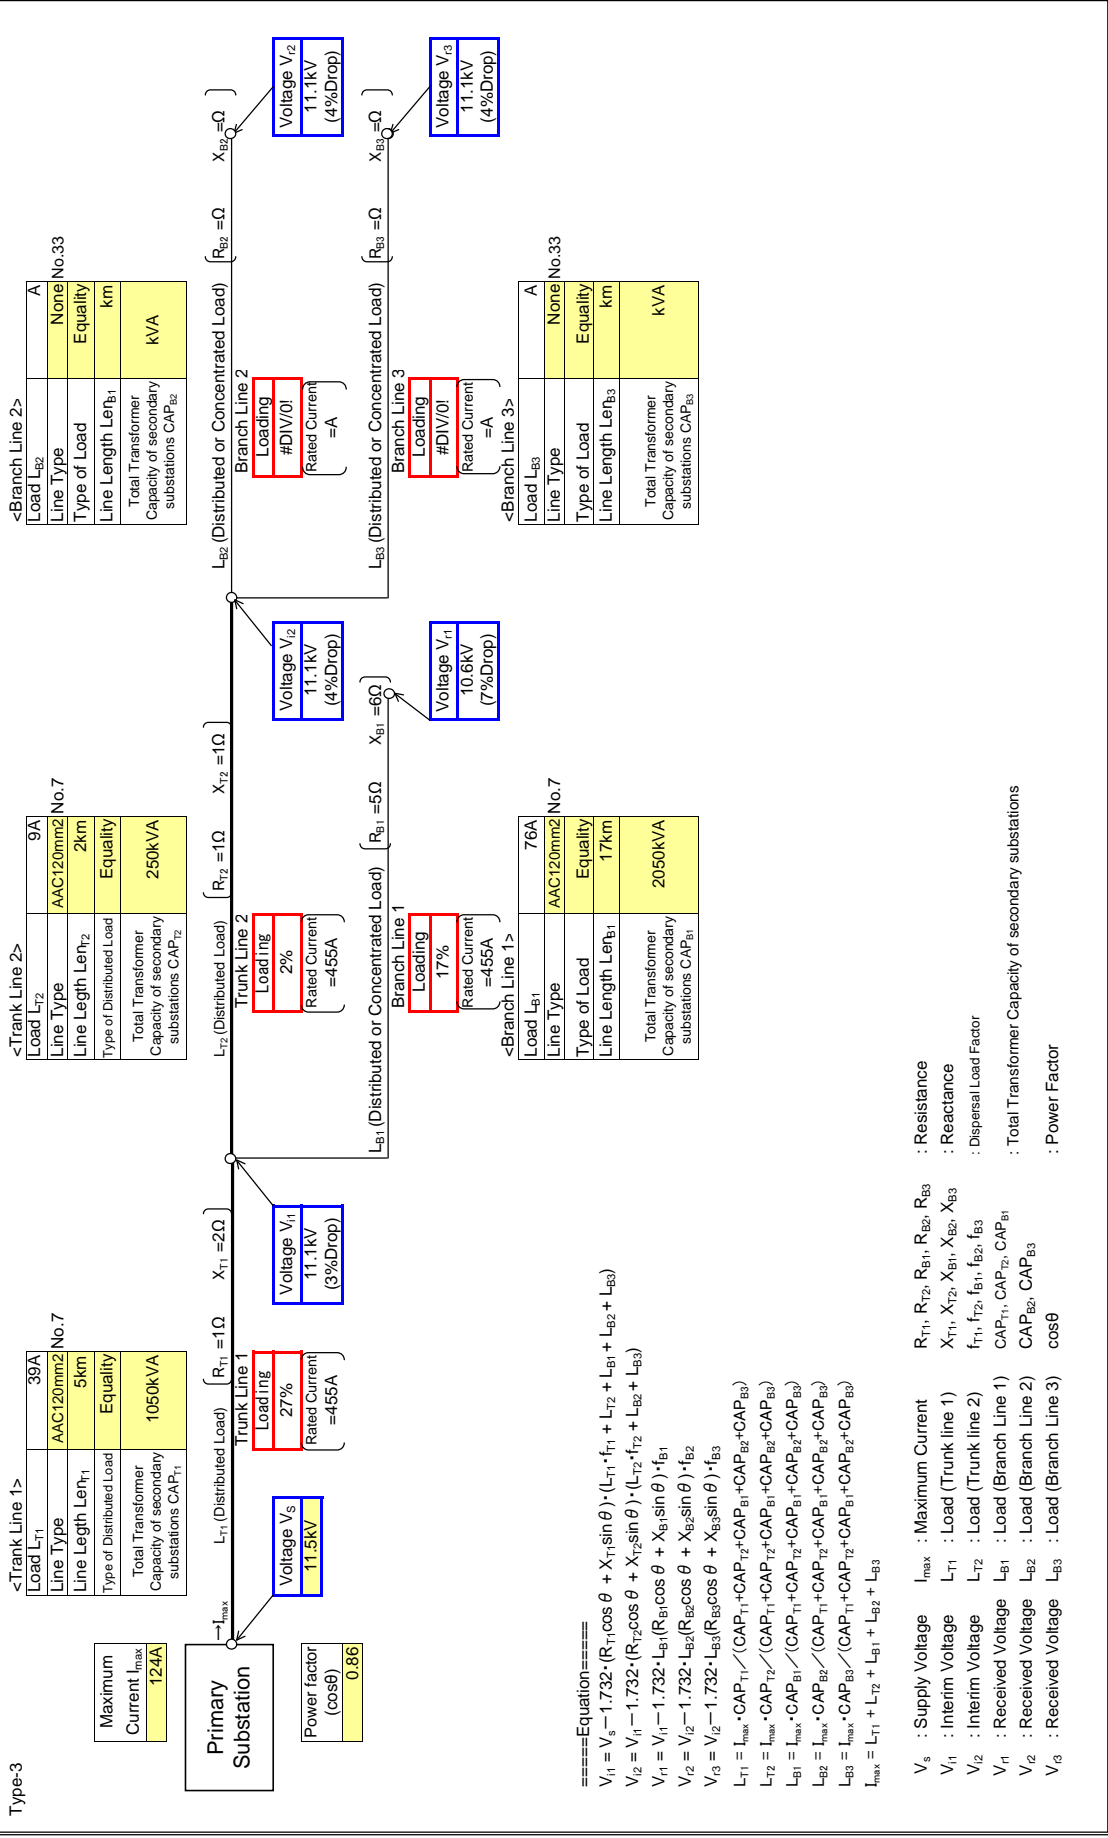 Type-3
Maximum
Current Imax
124A
Primary
Substation
→Imax
Power factor
(cosθ)
0.86
Voltage VS
11.5kV
<Trank Line 1>
Load LT1 39A
Line Type AAC120mm2 No.7
Line Length LenT1 5km
Type of Distributed Load Equality
Total Transformer
Capacity of secondary
substations CAPT1
1050kVA
LT1 (Distributed Load)
RT1 =1Ω XT1 =2Ω
Trunk Line 1
Loading
27%
Rated Current
=455A
Voltage Vi1
11.1kV
(3%Drop)
<Trank Line 2>
Load LT2 9A
Line Type AAC120mm2 No.7
Line Legth LenT2 2km
Type of Distributed Load Equality
Total Transformer
Capacity of secondary
substations CAPT2
250kVA
LT2 (Distributed Load)
RT2 =1Ω XT2 =1Ω
Trunk Line 2
Loading
2%
Rated Current
=455A
Voltage Vi2
11.1kV
(4%Drop)
LB1 (Distributed or Concentrated Load)
RB1 =5Ω XB1 =6Ω
Branch Line 1
Loading
17%
Rated Current
=455A
Voltage Vr1
10.6kV
(7%Drop)
<Branch Line 1>
Load LB1 76A
Line Type AAC120mm2 No.7
Type of Load Equality
Line Length LenB1 17km
Total Transformer
Capacity of secondary
substations CAPB1
2050kVA
<Branch Line 2>
Load LB2 A
Line Type None No.33
Type of Load Equality
Line Length LenB1 km
Total Transformer
Capacity of secondary
substations CAPB2
kVA
LB2 (Distributed or Concentrated Load)
RB2 =Ω XB2 =Ω
Branch Line 2
Loading
#DIV/0!
Rated Current
=A
Voltage Vr2
11.1kV
(4%Drop)
LB3 (Distributed or Concentrated Load)
RB3 =Ω XB3 =Ω
Branch Line 3
Loading
#DIV/0!
Rated Current
=A
Voltage Vr3
11.1kV
(4%Drop)
<Branch Line 3>
Load LB3 A
Line Type None No.33
Type of Load Equality
Line Length LenB3 km
Total Transformer
Capacity of secondary
substations CAPB3
kVA
=====Equation=====
Vi1 = Vs－1.732・(RT1cos θ + XT1sin θ)・(LT1・fT1 + LT2 + LB1 + LB2 + LB3)
Vi2 = Vi1－1.732・(RT2cos θ + XT2sin θ)・(LT2・fT2 + LB2 + LB3)
Vr1 = Vi1－1.732・LB1(RB1cos θ + XB1sin θ)・fB1
Vr2 = Vi2－1.732・LB2(RB2cos θ + XB2sin θ)・fB2
Vr3 = Vi2－1.732・LB3(RB3cos θ + XB3sin θ)・fB3
LT1 = Imax・CAPT1／(CAPT1+CAPT2+CAPB1+CAPB2+CAPB3)
LT2 = Imax・CAPT2／(CAPT1+CAPT2+CAPB1+CAPB2+CAPB3)
LB1 = Imax・CAPB1／(CAPT1+CAPT2+CAPB1+CAPB2+CAPB3)
LB2 = Imax・CAPB2／(CAPT1+CAPT2+CAPB1+CAPB2+CAPB3)
LB3 = Imax・CAPB3／(CAPT1+CAPT2+CAPB1+CAPB2+CAPB3)
Imax = LT1 + LT2 + LB1 + LB2 + LB3
Vs : Supply Voltage Imax : Maximum Current RT1, RT2, RB1, RB2, RB3 : Resistance
Vi1 : Interim Voltage LT1 : Load (Trunk line 1) XT1, XT2, XB1, XB2, XB3 : Reactance
Vi2 : Interim Voltage LT2 : Load (Trunk line 2) fT1, fT2, fB1, fB2, fB3 : Dispersal Load Factor
Vr1 : Received Voltage LB1 : Load (Branch Line 1) CAPT1, CAPT2, CAPB1 : Total Transformer Capacity of secondary substations
Vr2 : Received Voltage LB2 : Load (Branch Line 2) CAPB2, CAPB3
Vr3 : Received Voltage LB3 : Load (Branch Line 3) cosθ : Power Factor